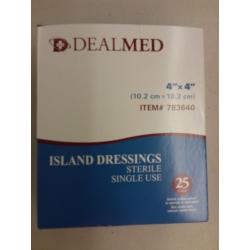 DEALMED
4"x 4"
(10.2 cm x 10.2 cm)
ITEM# 783640
ISLAND DRESSINGS
STERILE
SINGLE USE
25